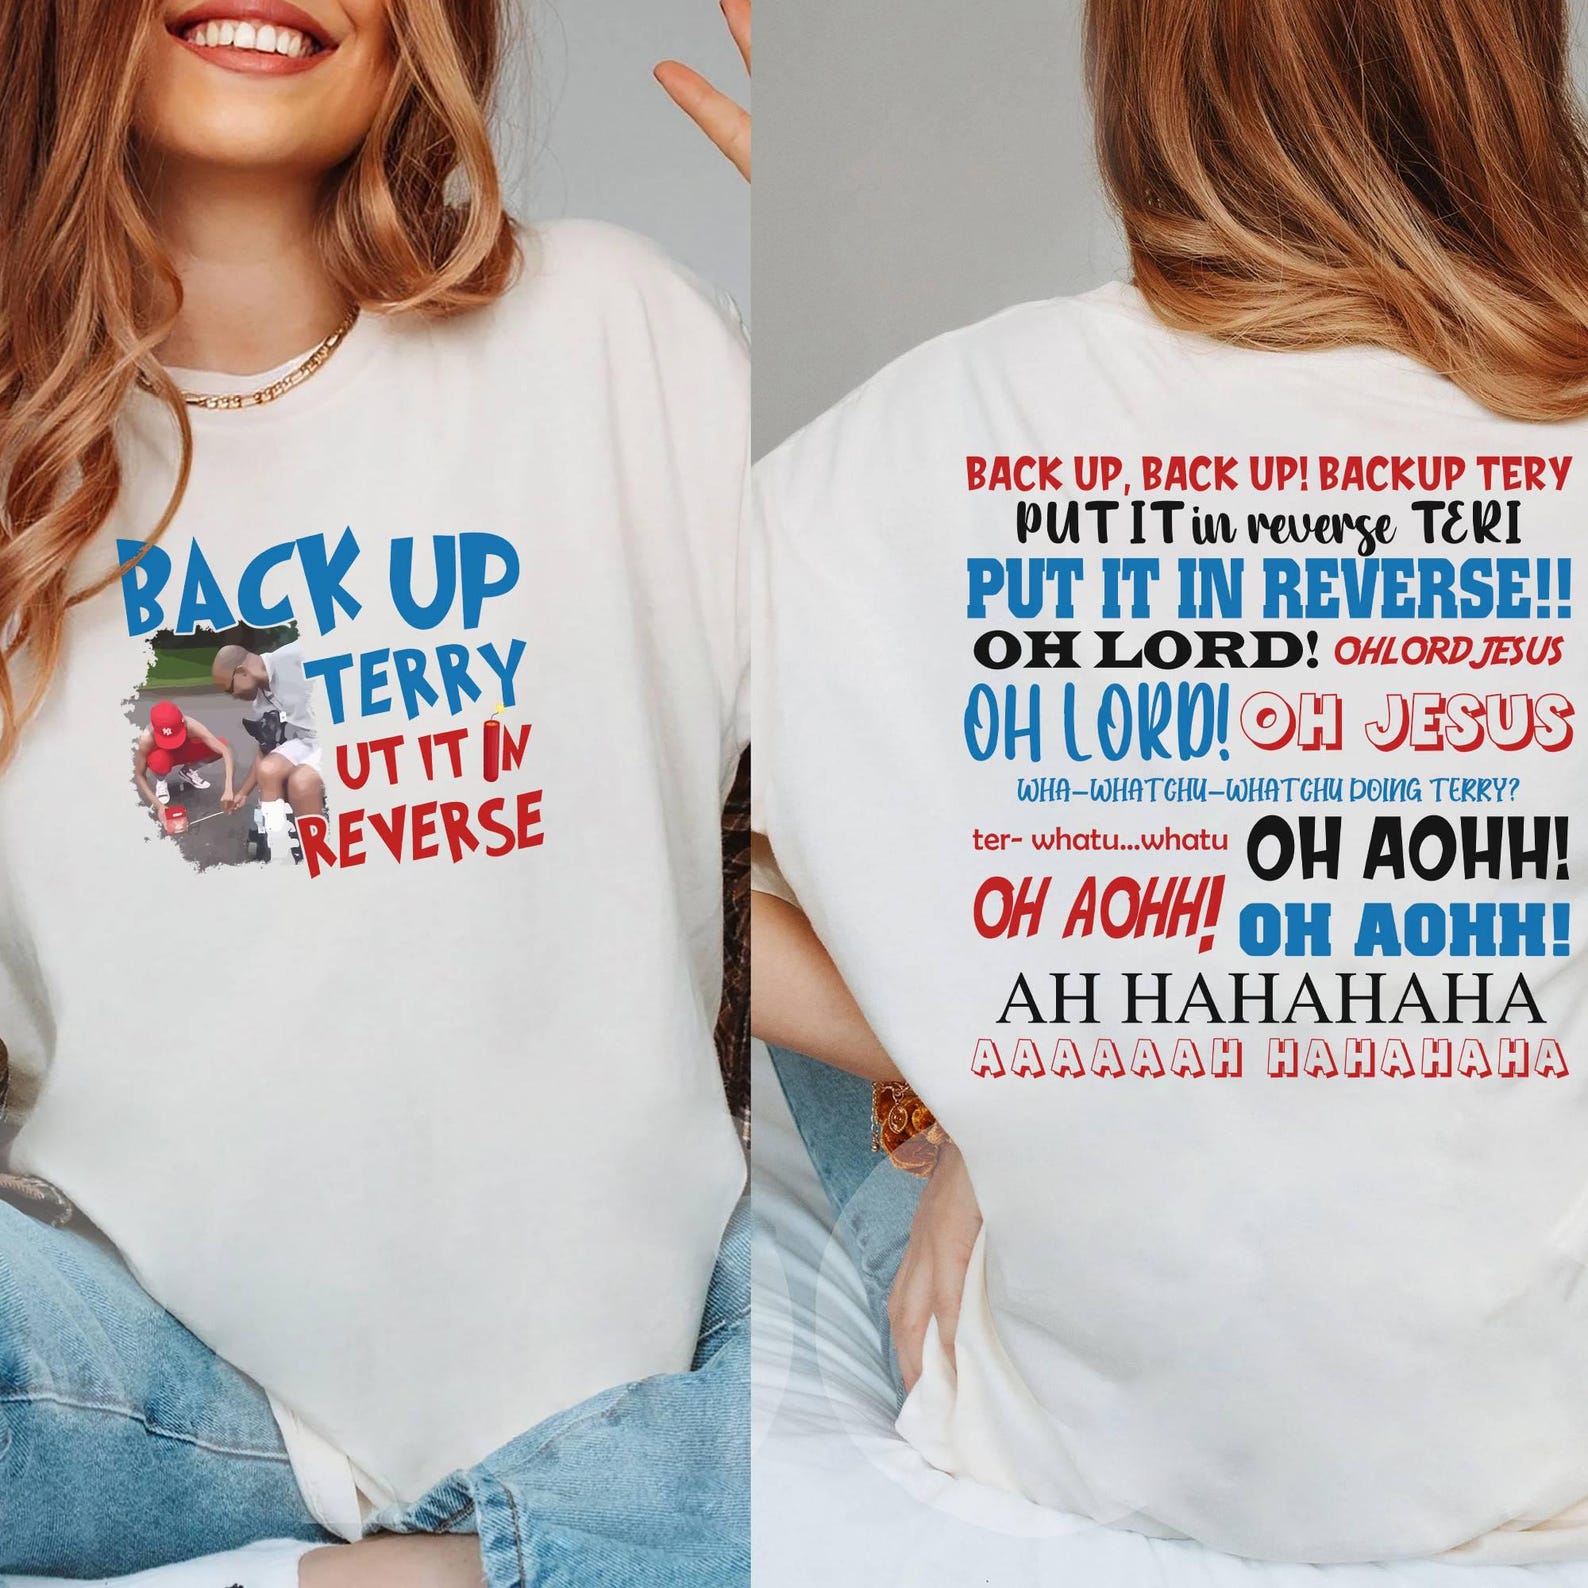 BACK UP
TERRY
UT IT IN
REVERSE
BACK UP, BACK UP! BACKUP TERY
PUT IT in reverse TERI
PUT IT IN REVERSE!!
OH LORD! OHLORD JESUS
OH LORD! OH JESUS
WHA-WHATCHU-WHATCHU DOING TERRY?
ter- whatu...whatu OH AOHH!
OH AOHH! OH AOHH!
AH HAHAHAHA
AAAAAAH HAHAHAHA